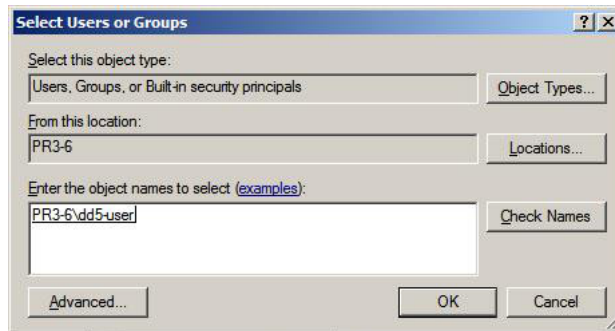 Select Users or Groups
Select this object type:
Users, Groups, or Built-in security principals
Object Types...
From this location:
PR3-6
Locations...
Enter the object names to select (examples):
PR3-6\dd5-user
Check Names
Advanced...
OK
Cancel